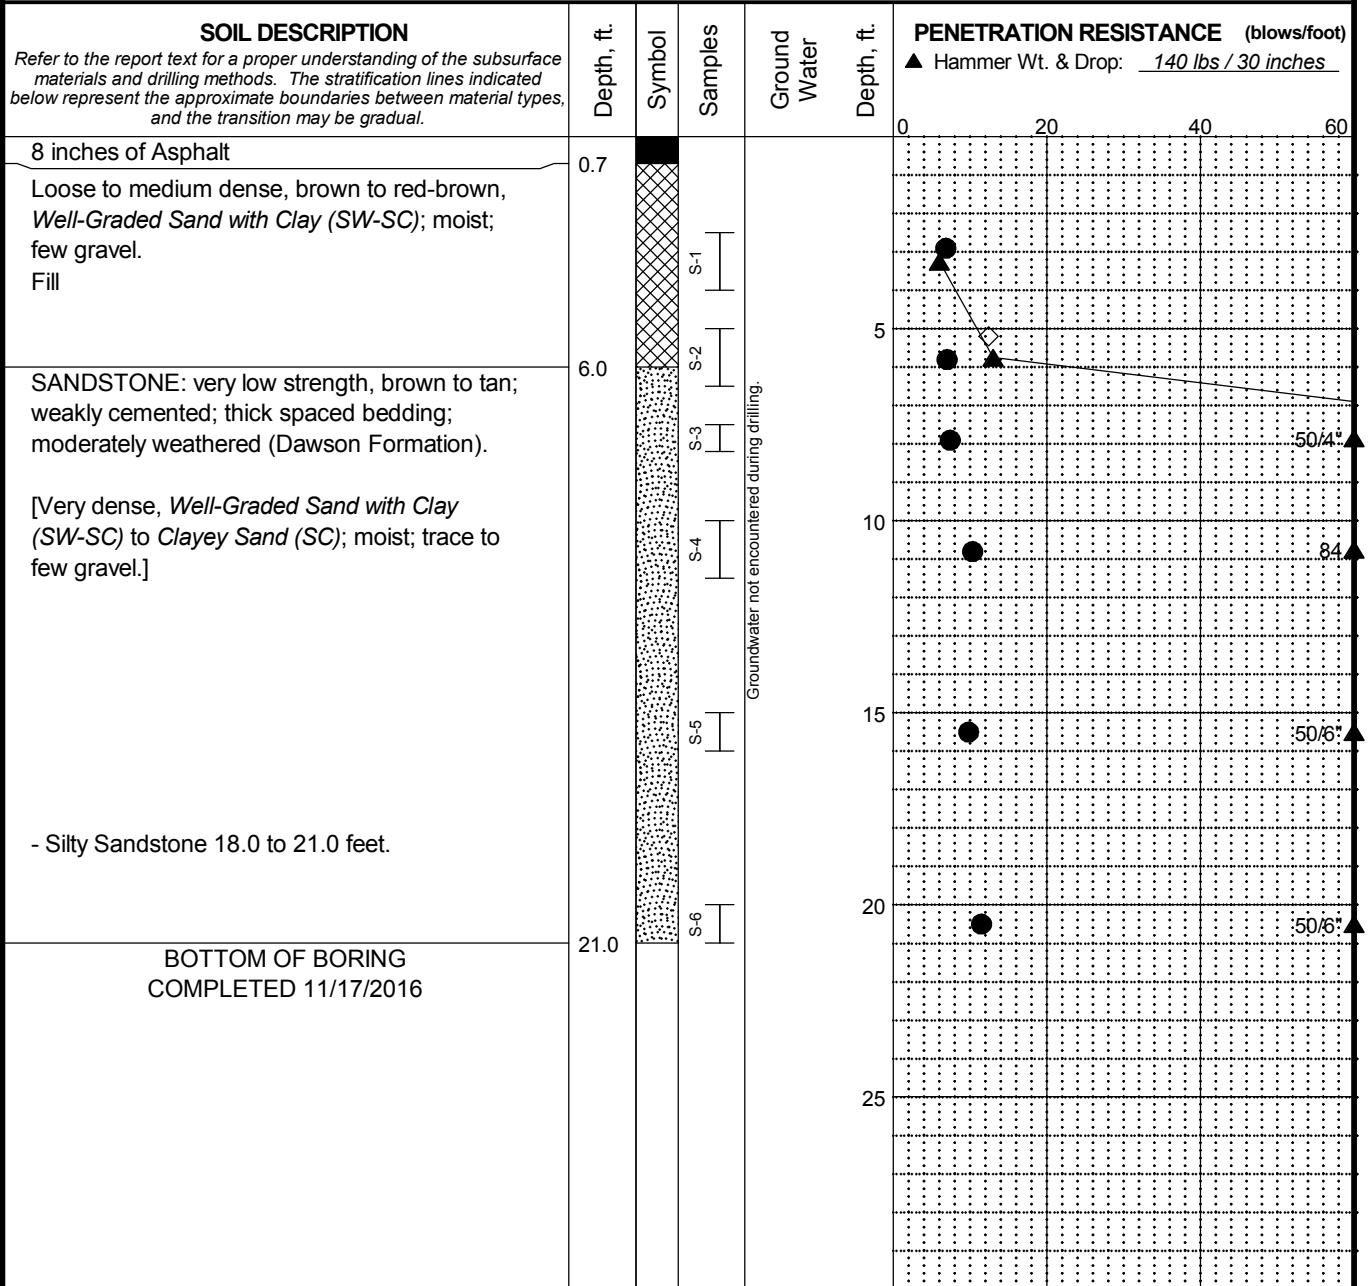 SOIL DESCRIPTION
Refer to the report text for a proper understanding of the subsurface
materials and drilling methods. The stratification lines indicated
below represent the approximate boundaries between material types,
and the transition may be gradual.
Depth, ft.
Symbol
Samples
Ground
Water
Depth, ft.
PENETRATION RESISTANCE (blows/foot)
▲ Hammer Wt. & Drop: 140 lbs / 30 inches
0 20 40 60
8 inches of Asphalt
0.7
Loose to medium dense, brown to red-brown,
Well-Graded Sand with Clay (SW-SC); moist;
few gravel.
Fill
S-1
5
S-2
6.0
SANDSTONE: very low strength, brown to tan;
weakly cemented; thick spaced bedding;
moderately weathered (Dawson Formation).
S-3
50/4"
[Very dense, Well-Graded Sand with Clay
(SW-SC) to Clayey Sand (SC); moist; trace to
few gravel.]
S-4
Groundwater not encountered during drilling.
10
84
15
S-5
50/6"
- Silty Sandstone 18.0 to 21.0 feet.
20
S-6
50/6"
21.0
BOTTOM OF BORING
COMPLETED 11/17/2016
25